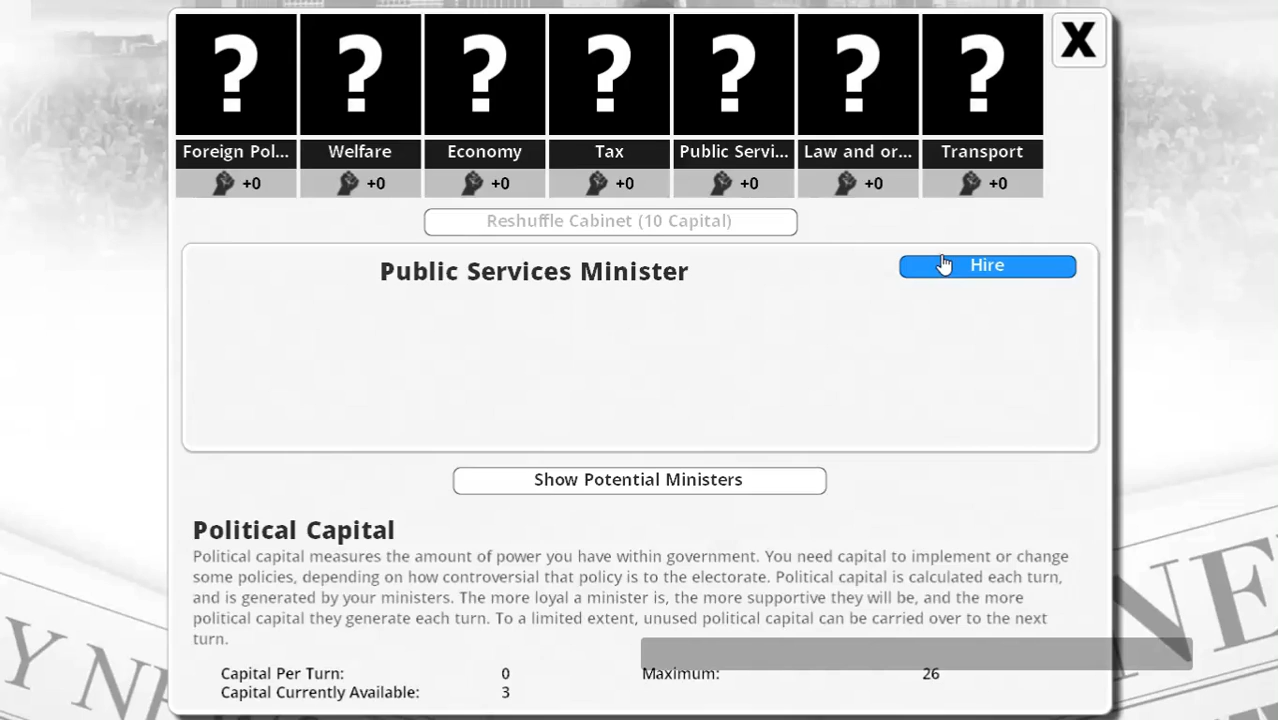 ? ? ? ? ? ? ? X
Foreign Pol... Welfare Economy Tax Public Servi... Law and or... Transport
+0 +0 +0 +0 +0 +0 +0
Reshuffle Cabinet (10 Capital)
Public Services Minister Hire
Show Potential Ministers
Political Capital
Political capital measures the amount of power you have within government. You need capital to implement or change
some policies, depending on how controversial that policy is to the electorate. Political capital is calculated each turn,
and is generated by your ministers. The more loyal a minister is, the more supportive they will be, and the more
political capital they generate each turn. To a limited extent, unused political capital can be carried over to the next
turn.
Capital Per Turn: 0 Maximum: 26
Capital Currently Available: 3
Y NE
NE